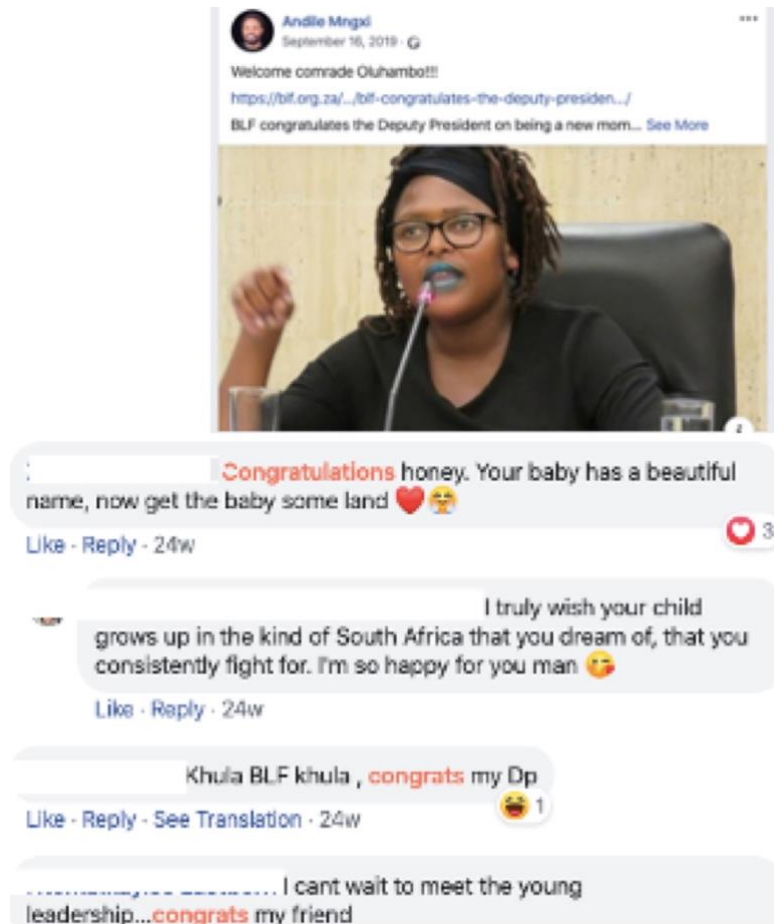 Andile Mngxi
September 16, 2019 ·
Welcome comrade Oluhambo!!!
https://blf.org.za/.../blf-congratulates-the-deputy-presiden.../
BLF congratulates the Deputy President on being a new mom... See More
Congratulations honey. Your baby has a beautiful
name, now get the baby some land
3
Like · Reply · 24w
I truly wish your child
grows up in the kind of South Africa that you dream of, that you
consistently fight for. I'm so happy for you man
Like · Reply · 24w
Khula BLF khula , congrats my Dp
1
Like · Reply · See Translation · 24w
I cant wait to meet the young
leadership...congrats my friend